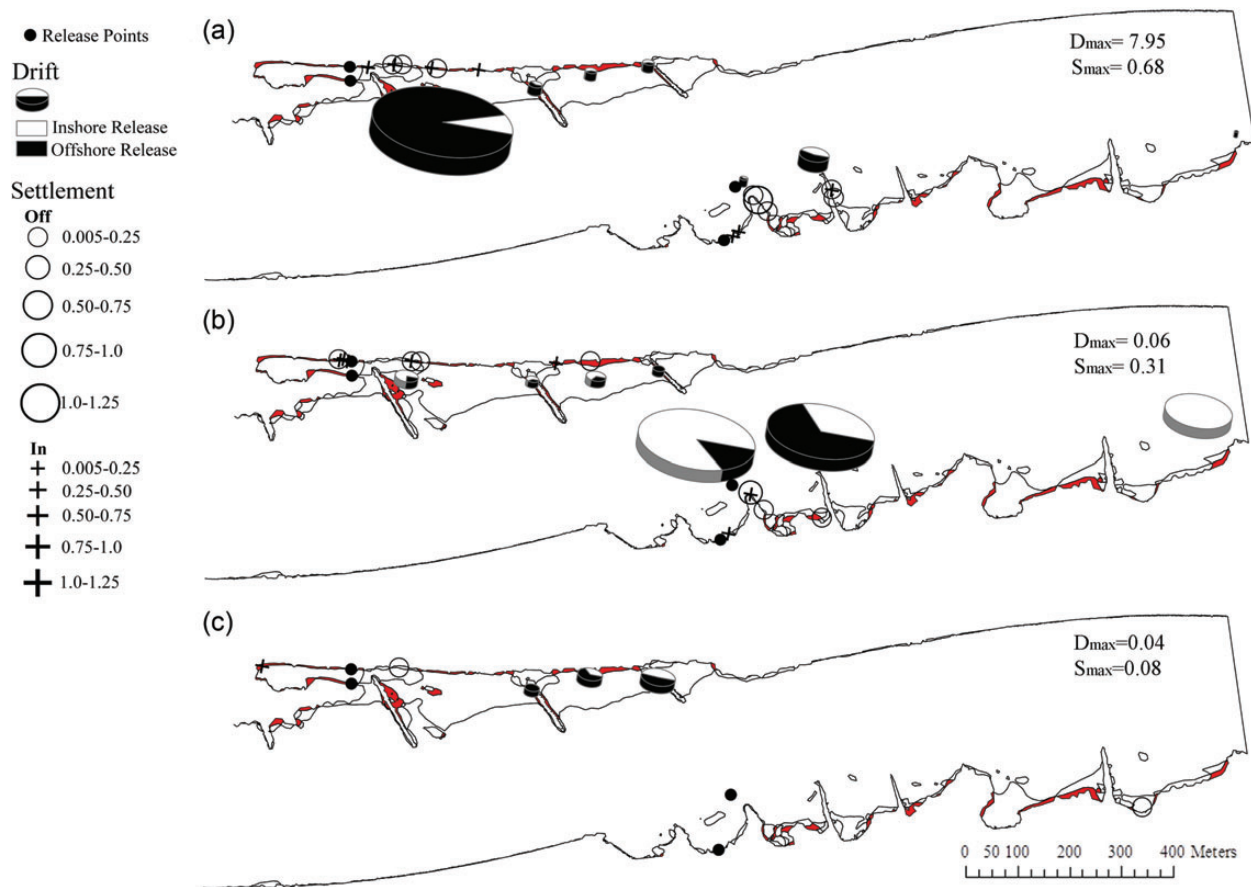 Release Points
Drift
Inshore Release
Offshore Release
Settlement
Off
0.005-0.25
0.25-0.50
0.50-0.75
0.75-1.0
1.0-1.25
In
0.005-0.25
0.25-0.50
0.50-0.75
0.75-1.0
1.0-1.25
(a)
Dmax= 7.95
Smax= 0.68
(b)
Dmax= 0.06
Smax= 0.31
(c)
Dmax=0.04
Smax=0.08
0 50 100 200 300 400 Meters